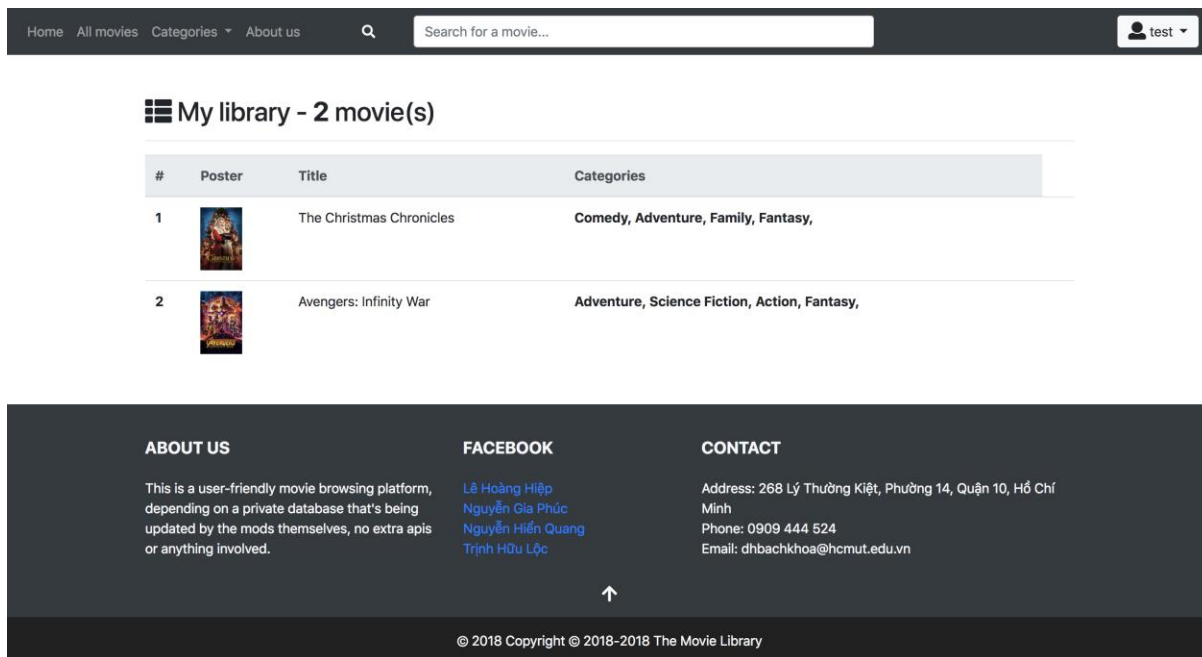 Home All movies Categories About us Search for a movie... test
My library - 2 movie(s)
# Poster Title Categories
1 The Christmas Chronicles Comedy, Adventure, Family, Fantasy,
2 Avengers: Infinity War Adventure, Science Fiction, Action, Fantasy,
ABOUT US
This is a user-friendly movie browsing platform,
depending on a private database that's being
updated by the mods themselves, no extra apis
or anything involved.
FACEBOOK
Lê Hoàng Hiệp
Nguyễn Gia Phúc
Nguyễn Hiển Quang
Trịnh Hữu Lộc
CONTACT
Address: 268 Lý Thường Kiệt, Phường 14, Quận 10, Hồ Chí
Minh
Phone: 0909 444 524
Email: dhbachkhoa@hcmut.edu.vn
© 2018 Copyright © 2018-2018 The Movie Library